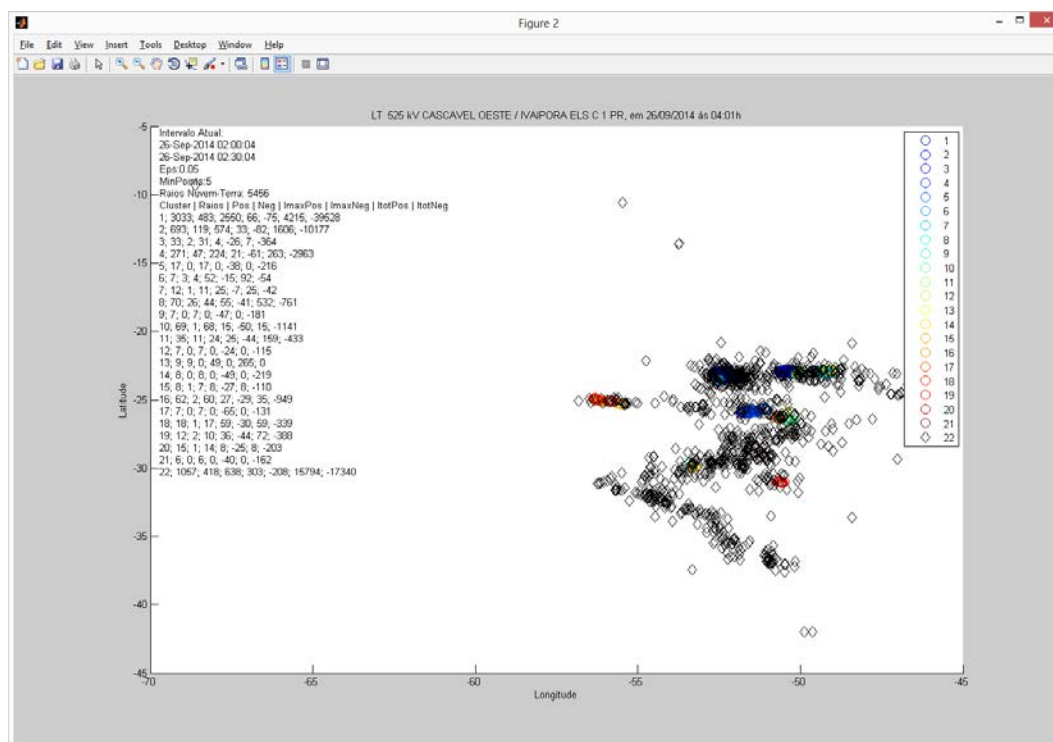 Figure 2
File Edit View Insert Tools Desktop Window Help
LT 525 kV CASCAVEL OESTE / IVAIPORA ELS C 1 PR, em 26/09/2014 ás 04:01h
Intervalo Atual:
26-Sep-2014 02:00:04
26-Sep-2014 02:30:04
Eps:0.05
MinPoints:5
Raios Nuvem-Terra: 5456
Cluster | Raios | Pos | Neg | ImaxPos | ImaxNeg | ItotPos | ItotNeg
1; 3033; 483; 2550; 66; -75; 4215; -39528
2; 693; 119; 574; 33; -82; 1606; -10177
3; 33; 2; 31; 4; -26; 7; -364
4; 271; 47; 224; 21; -61; 263; -2963
5; 17; 0; 17; 0; -38; 0; -216
6; 7; 3; 4; 52; -15; 92; -54
7; 12; 1; 11; 25; -7; 25; -42
8; 70; 26; 44; 55; -41; 532; -761
9; 7; 0; 7; 0; -47; 0; -181
10; 69; 1; 68; 15; -50; 15; -1141
11; 35; 11; 24; 25; -44; 159; -433
12; 7; 0; 7; 0; -24; 0; -115
13; 9; 9; 0; 49; 0; 265; 0
14; 8; 0; 8; 0; -49; 0; -219
15; 8; 1; 7; 8; -27; 8; -110
16; 62; 2; 60; 27; -29; 35; -949
17; 7; 0; 7; 0; -65; 0; -131
18; 18; 1; 17; 59; -30; 59; -339
19; 12; 2; 10; 36; -44; 72; -388
20; 15; 1; 14; 8; -25; 8; -203
21; 6; 0; 6; 0; -40; 0; -162
22; 1057; 418; 638; 303; -208; 15794; -17340
1
2
3
4
5
6
7
8
9
10
11
12
13
14
15
16
17
18
19
20
21
22
-5
-10
-15
-20
-25
-30
-35
-40
-45
Latitude
-70 -65 -60 -55 -50 -45
Longitude